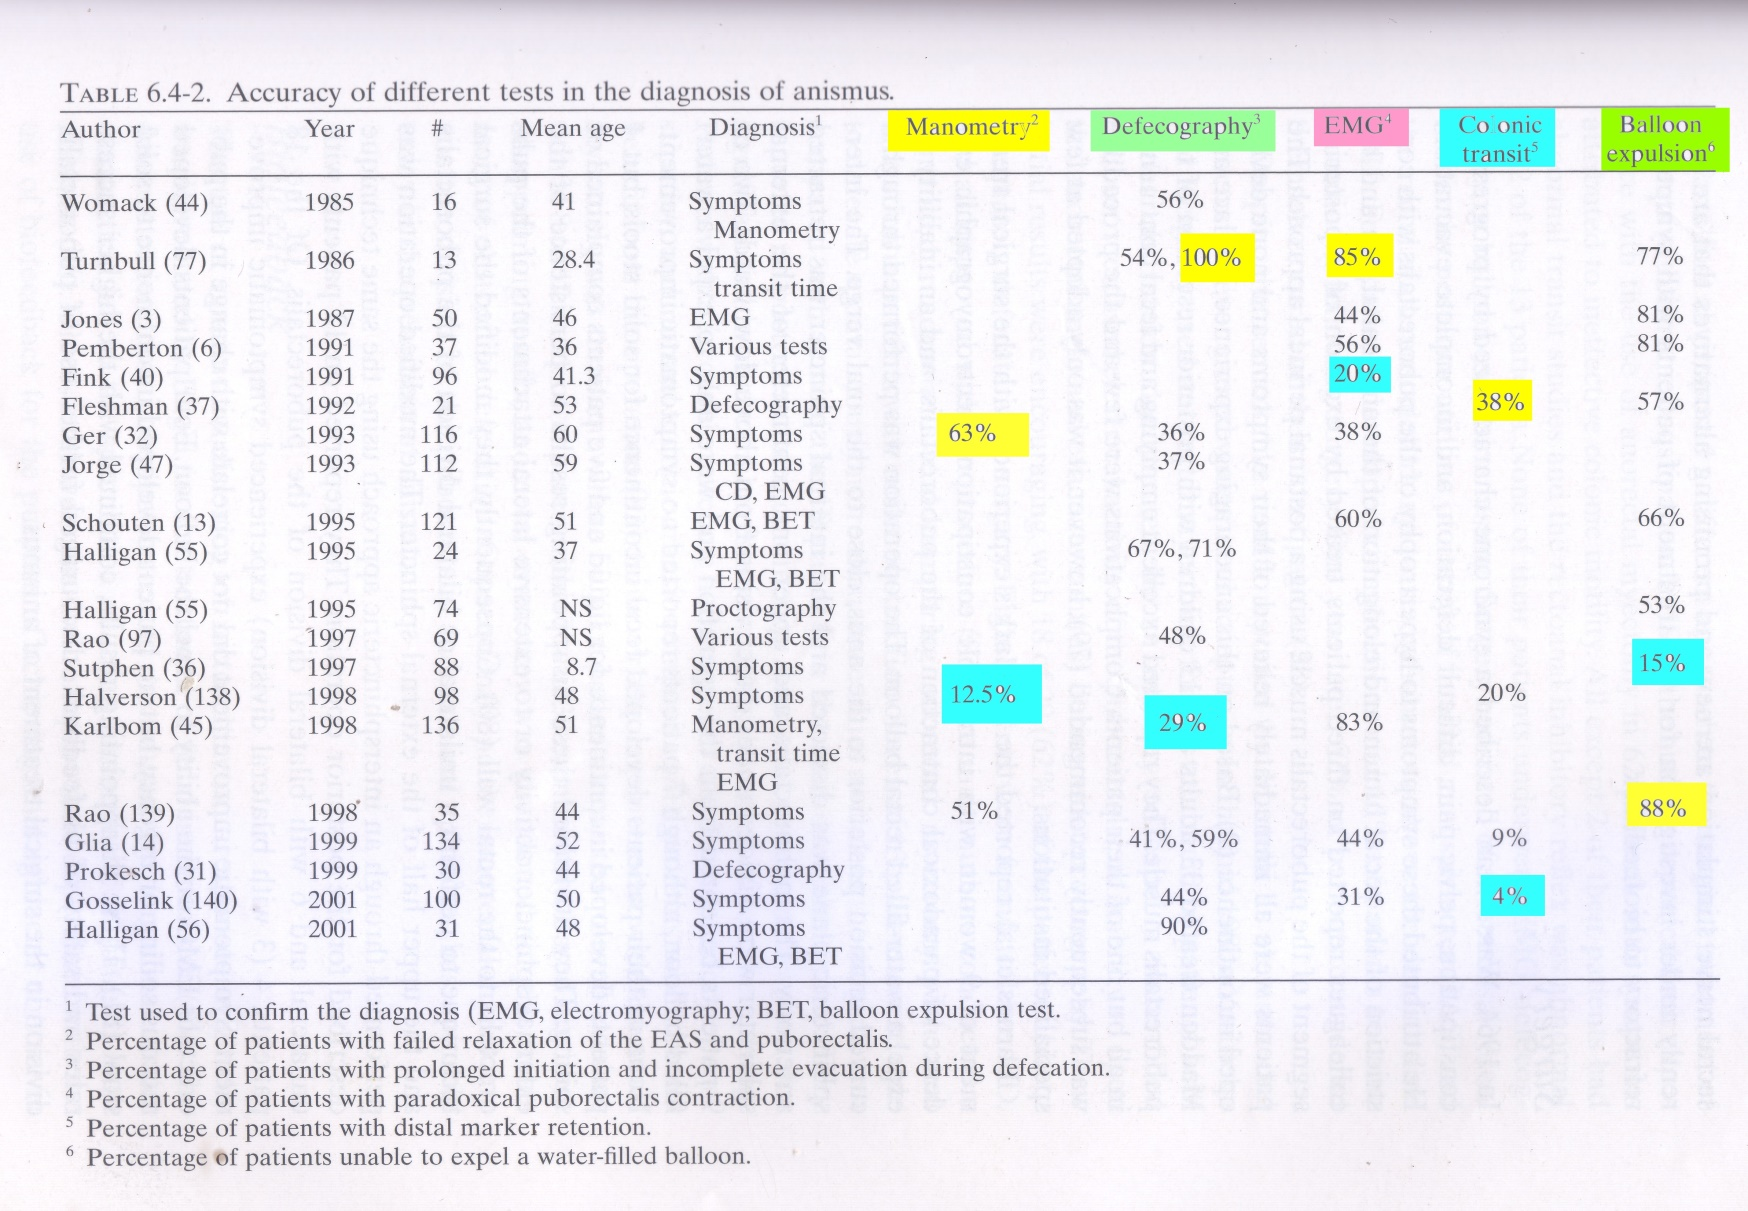 TABLE 6.4-2. Accuracy of different tests in the diagnosis of anismus.
Author Year # Mean age Diagnosis¹ Manometry² Defecography³ EMG⁴ Colonic transit⁵ Balloon expulsion⁶
Womack (44) 1985 16 41 Symptoms 56%
Manometry
Turnbull (77) 1986 13 28.4 Symptoms 54%, 100% 85% 77%
transit time
Jones (3) 1987 50 46 EMG 44% 81%
Pemberton (6) 1991 37 36 Various tests 56% 81%
Fink (40) 1991 96 41.3 Symptoms 20%
Fleshman (37) 1992 21 53 Defecography 38% 57%
Ger (32) 1993 116 60 Symptoms 63% 36% 38%
Jorge (47) 1993 112 59 Symptoms 37%
CD, EMG
Schouten (13) 1995 121 51 EMG, BET 60% 66%
Halligan (55) 1995 24 37 Symptoms 67%, 71%
EMG, BET
Halligan (55) 1995 74 NS Proctography 53%
Rao (97) 1997 69 NS Various tests 48%
Sutphen (36) 1997 88 8.7 Symptoms 15%
Halverson (138) 1998 98 48 Symptoms 12.5% 20%
Karlbom (45) 1998 136 51 Manometry, 29% 83%
transit time
EMG
Rao (139) 1998 35 44 Symptoms 51% 88%
Glia (14) 1999 134 52 Symptoms 41%, 59% 44% 9%
Prokesch (31) 1999 30 44 Defecography
Gosselink (140) 2001 100 50 Symptoms 44% 31% 4%
Halligan (56) 2001 31 48 Symptoms 90%
EMG, BET
¹ Test used to confirm the diagnosis (EMG, electromyography; BET, balloon expulsion test.
² Percentage of patients with failed relaxation of the EAS and puborectalis.
³ Percentage of patients with prolonged initiation and incomplete evacuation during defecation.
⁴ Percentage of patients with paradoxical puborectalis contraction.
⁵ Percentage of patients with distal marker retention.
⁶ Percentage of patients unable to expel a water-filled balloon.